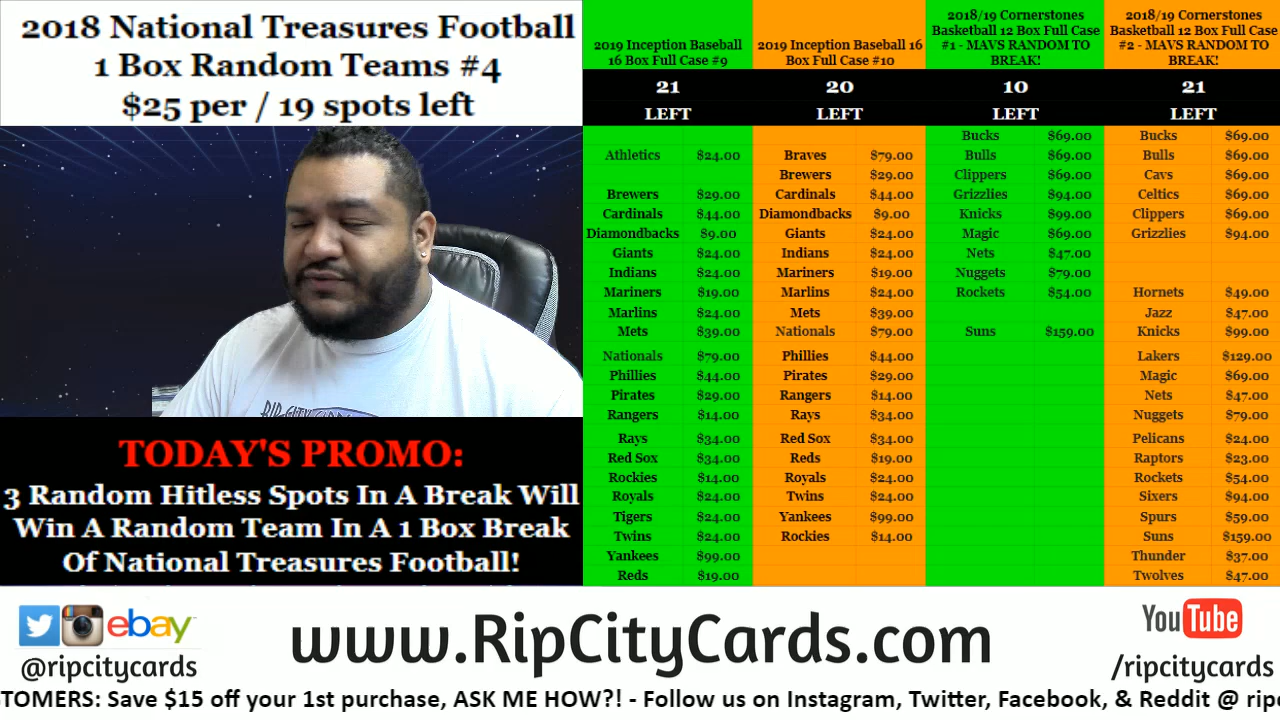 2018 National Treasures Football
1 Box Random Teams #4
$25 per / 19 spots left
TODAY'S PROMO:
3 Random Hitless Spots In A Break Will
Win A Random Team In A 1 Box Break
Of National Treasures Football!
2019 Inception Baseball
16 Box Full Case #9
21
LEFT
Athletics $24.00
Brewers $29.00
Cardinals $44.00
Diamondbacks $9.00
Giants $24.00
Indians $24.00
Mariners $19.00
Marlins $24.00
Mets $39.00
Nationals $79.00
Phillies $44.00
Pirates $29.00
Rangers $14.00
Rays $34.00
Red Sox $34.00
Rockies $14.00
Royals $24.00
Tigers $24.00
Twins $24.00
Yankees $99.00
Reds $19.00
2019 Inception Baseball 16
Box Full Case #10
20
LEFT
Braves $79.00
Brewers $29.00
Cardinals $44.00
Diamondbacks $9.00
Giants $24.00
Indians $24.00
Mariners $19.00
Marlins $24.00
Mets $39.00
Nationals $79.00
Phillies $44.00
Pirates $29.00
Rangers $14.00
Rays $34.00
Red Sox $34.00
Reds $19.00
Royals $24.00
Twins $24.00
Yankees $99.00
Rockies $14.00
2018/19 Cornerstones
Basketball 12 Box Full Case
#1 - MAVS RANDOM TO
BREAK!
10
LEFT
Bucks $69.00
Bulls $69.00
Clippers $69.00
Grizzlies $94.00
Knicks $99.00
Magic $69.00
Nets $47.00
Nuggets $79.00
Rockets $54.00
Suns $159.00
2018/19 Cornerstones
Basketball 12 Box Full Case
#2 - MAVS RANDOM TO
BREAK!
21
LEFT
Bucks $69.00
Bulls $69.00
Cavs $69.00
Celtics $69.00
Clippers $69.00
Grizzlies $94.00
Hornets $49.00
Jazz $47.00
Knicks $99.00
Lakers $129.00
Magic $69.00
Nets $47.00
Nuggets $79.00
Pelicans $24.00
Raptors $23.00
Rockets $54.00
Sixers $94.00
Spurs $59.00
Suns $159.00
Thunder $37.00
Twolves $47.00
ebay
@ripcitycards
www.RipCityCards.com
YouTube
/ripcitycards
TOMERS: Save $15 off your 1st purchase, ASK ME HOW?! - Follow us on Instagram, Twitter, Facebook, & Reddit @ ripc